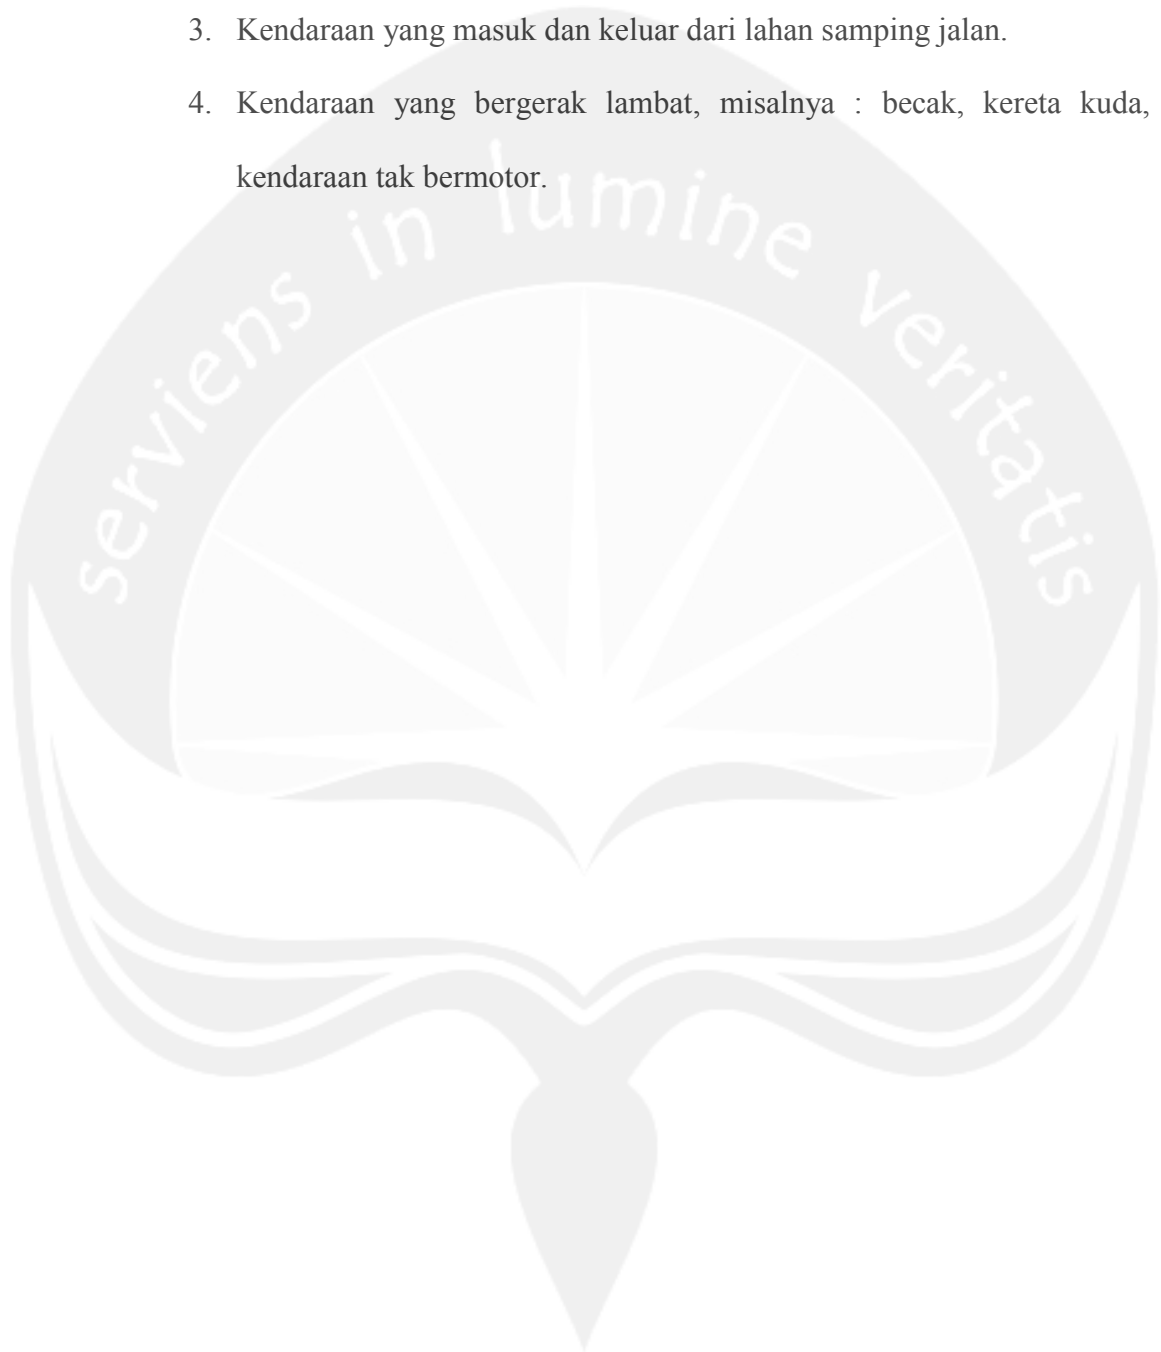 3. Kendaraan yang masuk dan keluar dari lahan samping jalan.
4. Kendaraan yang bergerak lambat, misalnya : becak, kereta kuda,
kendaraan tak bermotor.
serviens in lumine veritatis